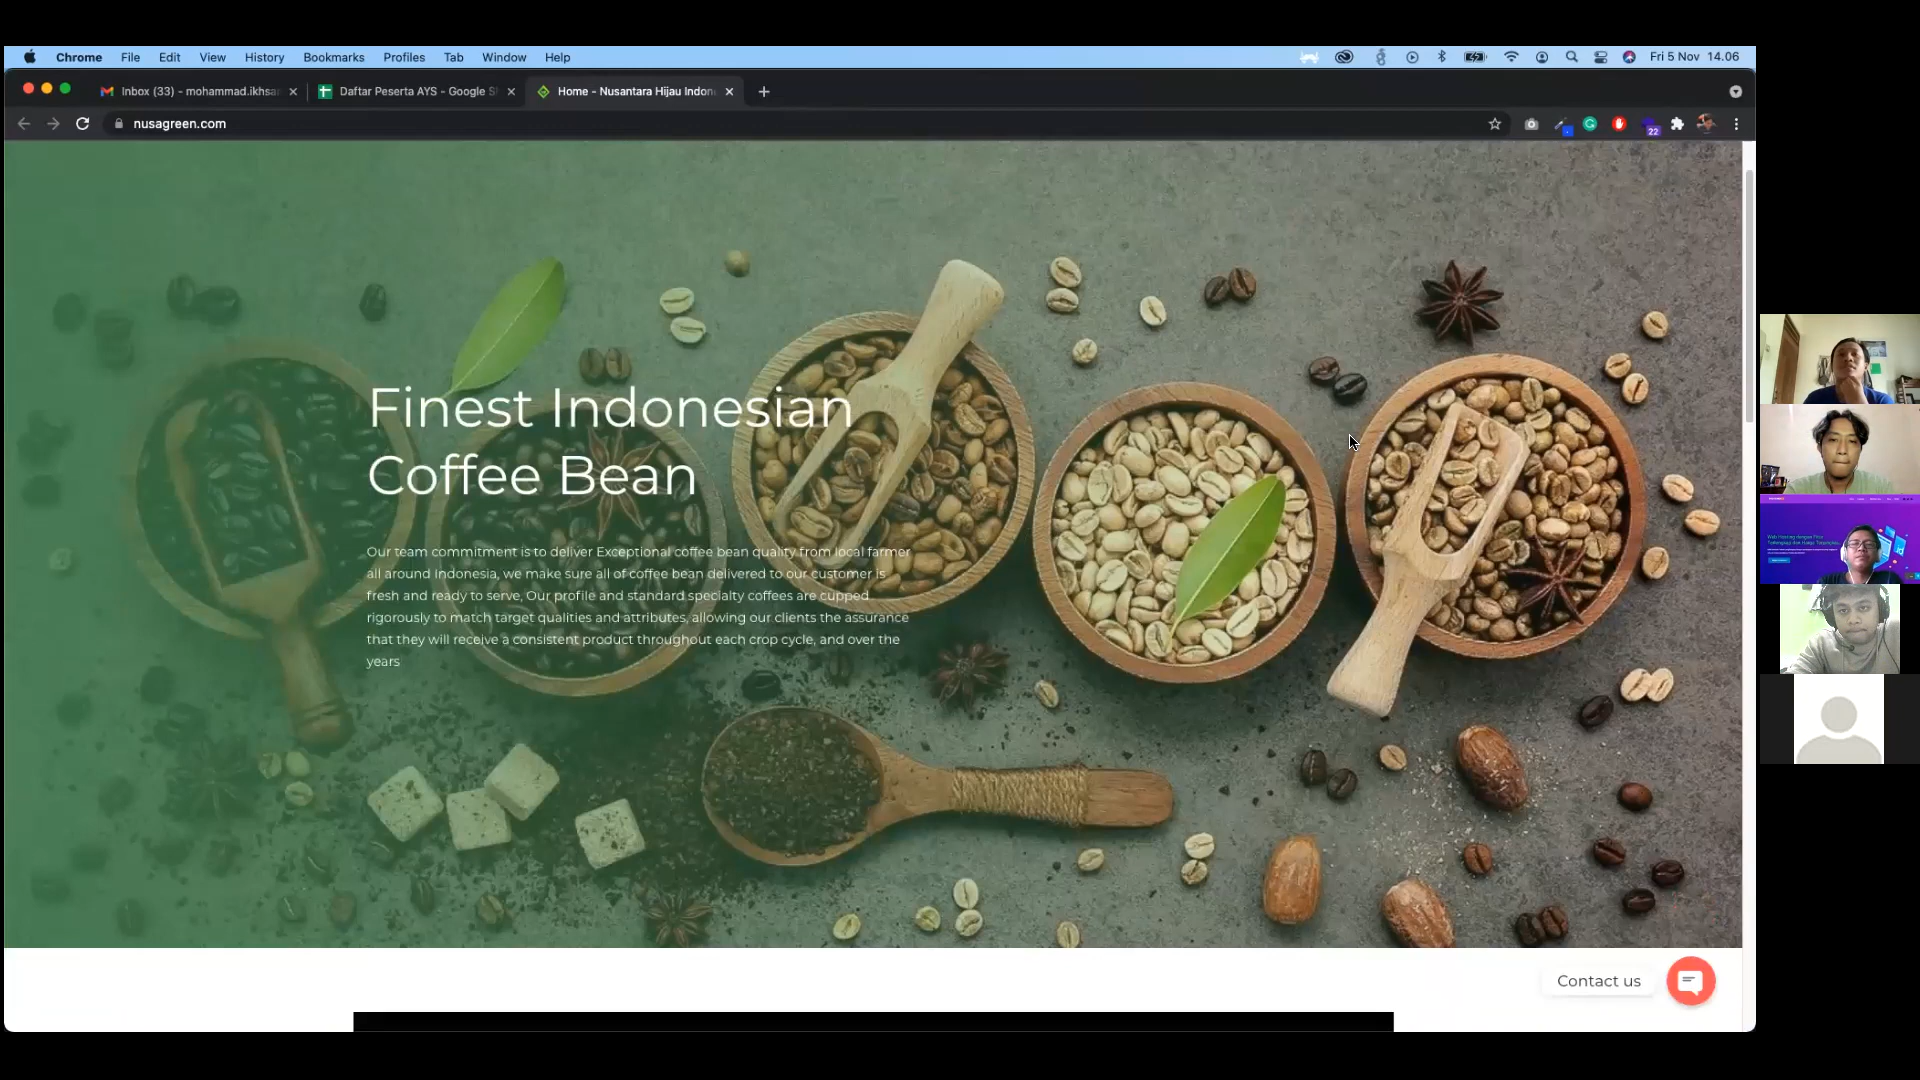 Chrome File Edit View History Bookmarks Profiles Tab Window Help Fri 5 Nov 14.06
Inbox (33) - mohammad.ikhsa Daftar Peserta AYS - Google S Home - Nusantara Hijau Indon
nusagreen.com
22
Finest Indonesian
Coffee Bean
Our team commitment is to deliver Exceptional coffee bean quality from local farmer
all around Indonesia, we make sure all of coffee bean delivered to our customer is
fresh and ready to serve, Our profile and standard specialty coffees are cupped
rigorously to match target qualities and attributes, allowing our clients the assurance
that they will receive a consistent product throughout each crop cycle, and over the
years
Contact us